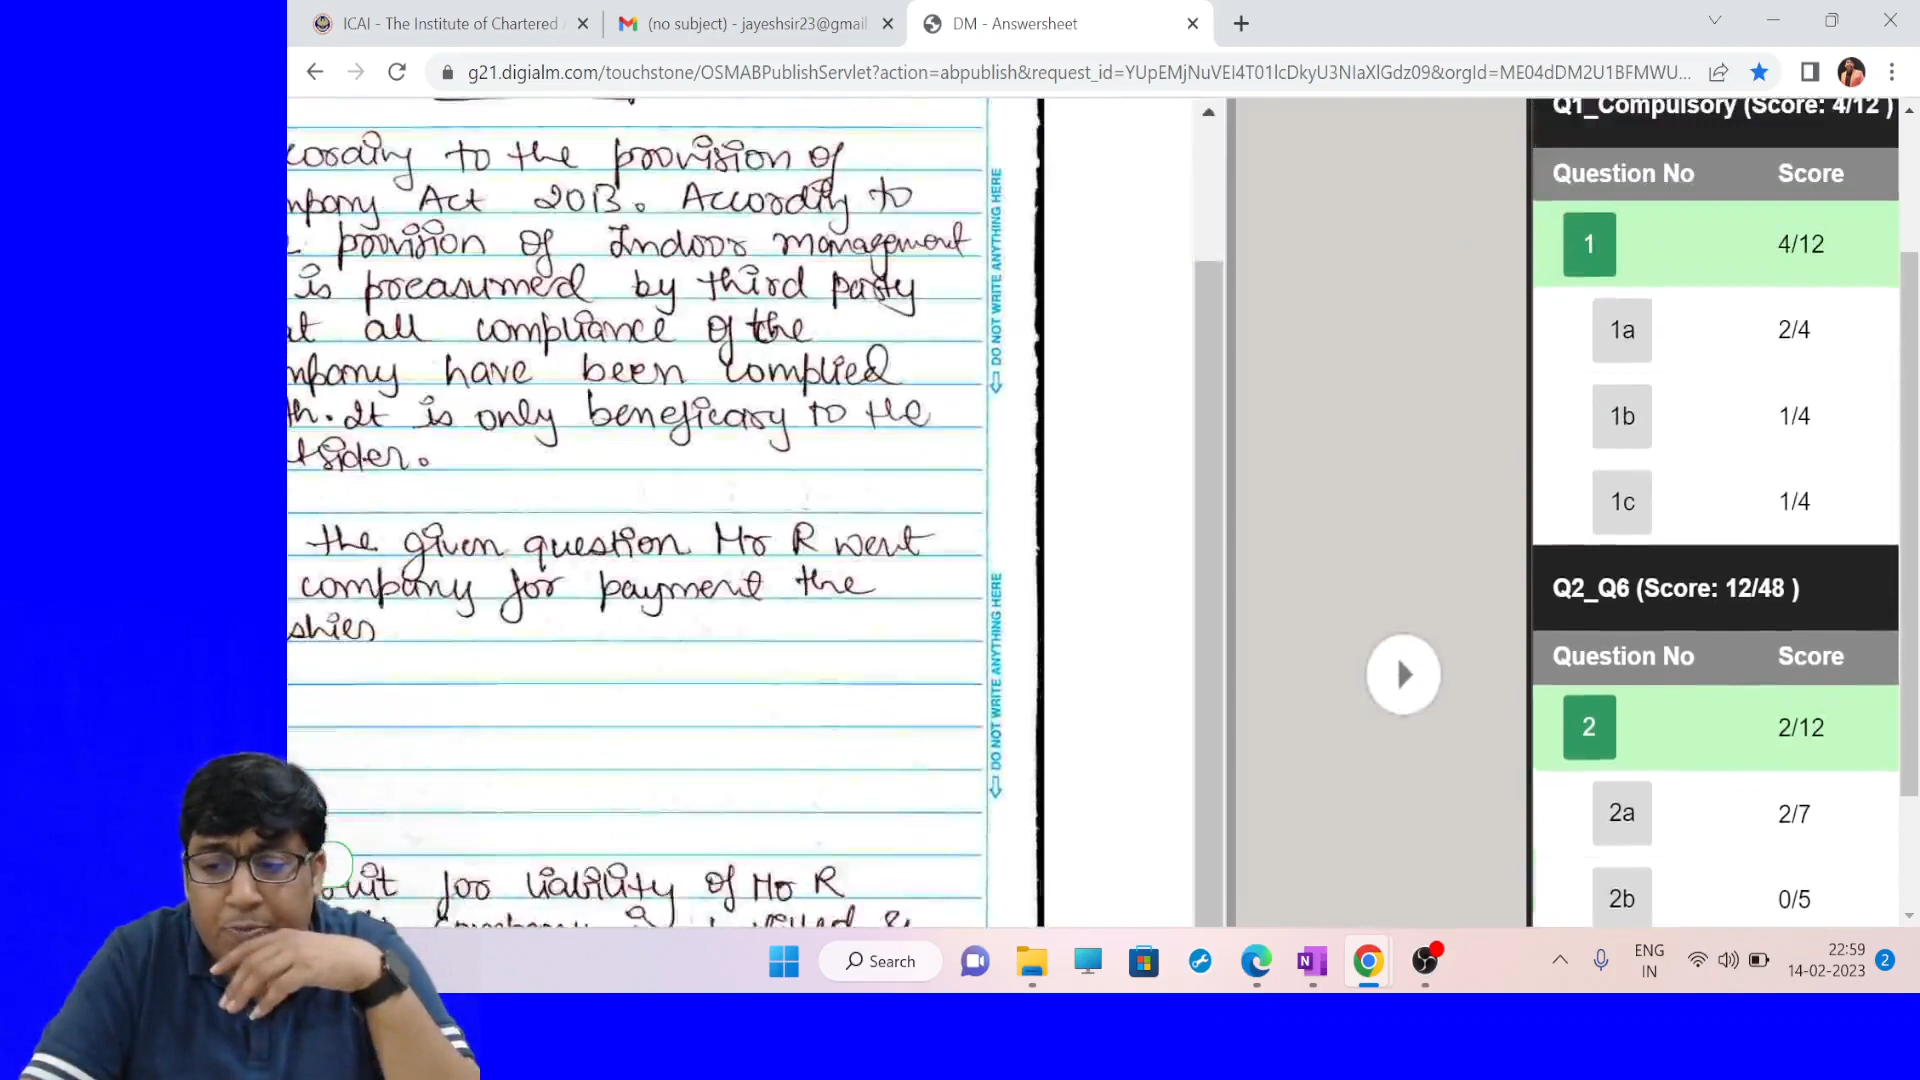 ICAI - The Institute of Chartered
(no subject) - jayeshsir23@gmail
DM - Answersheet
g21.digialm.com/touchstone/OSMABPublishServlet?action=abpublish&request_id=YUpEMjNuVEI4T01lcDkyU3NIaXlGdz09&orgId=ME04dDM2U1BFMWU...
cording to the provision of
mpany Act 2013. According to
provision of Indoor management
is preasumed by third party
at all compliance of the
mpany have been complied
th. It is only beneficary to the
tsider.
the given question Mr R went
company for payment the
shier
for liability of Mr R
DO NOT WRITE ANYTHING HERE
DO NOT WRITE ANYTHING HERE
Q1_Compulsory (Score: 4/12 )
Question No Score
1 4/12
1a 2/4
1b 1/4
1c 1/4
Q2_Q6 (Score: 12/48 )
Question No Score
2 2/12
2a 2/7
2b 0/5
Search
ENG
IN
22:59
14-02-2023
2